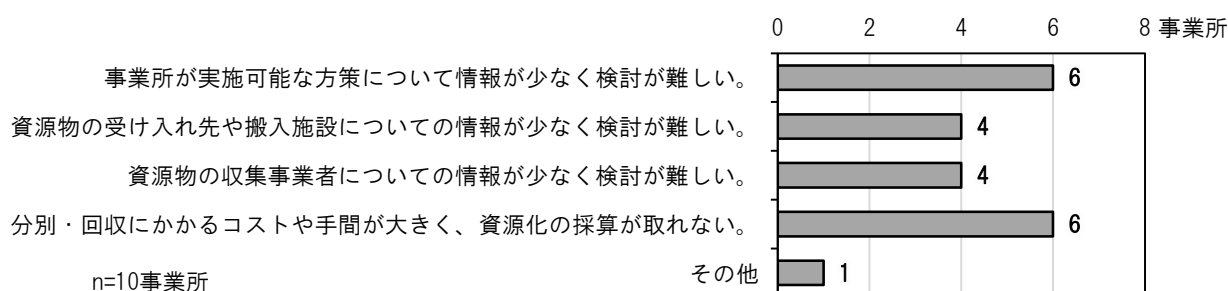 0 2 4 6 8 事業所
事業所が実施可能な方策について情報が少なく検討が難しい。 6
資源物の受け入れ先や搬入施設についての情報が少なく検討が難しい。 4
資源物の収集事業者についての情報が少なく検討が難しい。 4
分別・回収にかかるコストや手間が大きく、資源化の採算が取れない。 6
その他 1
n=10事業所